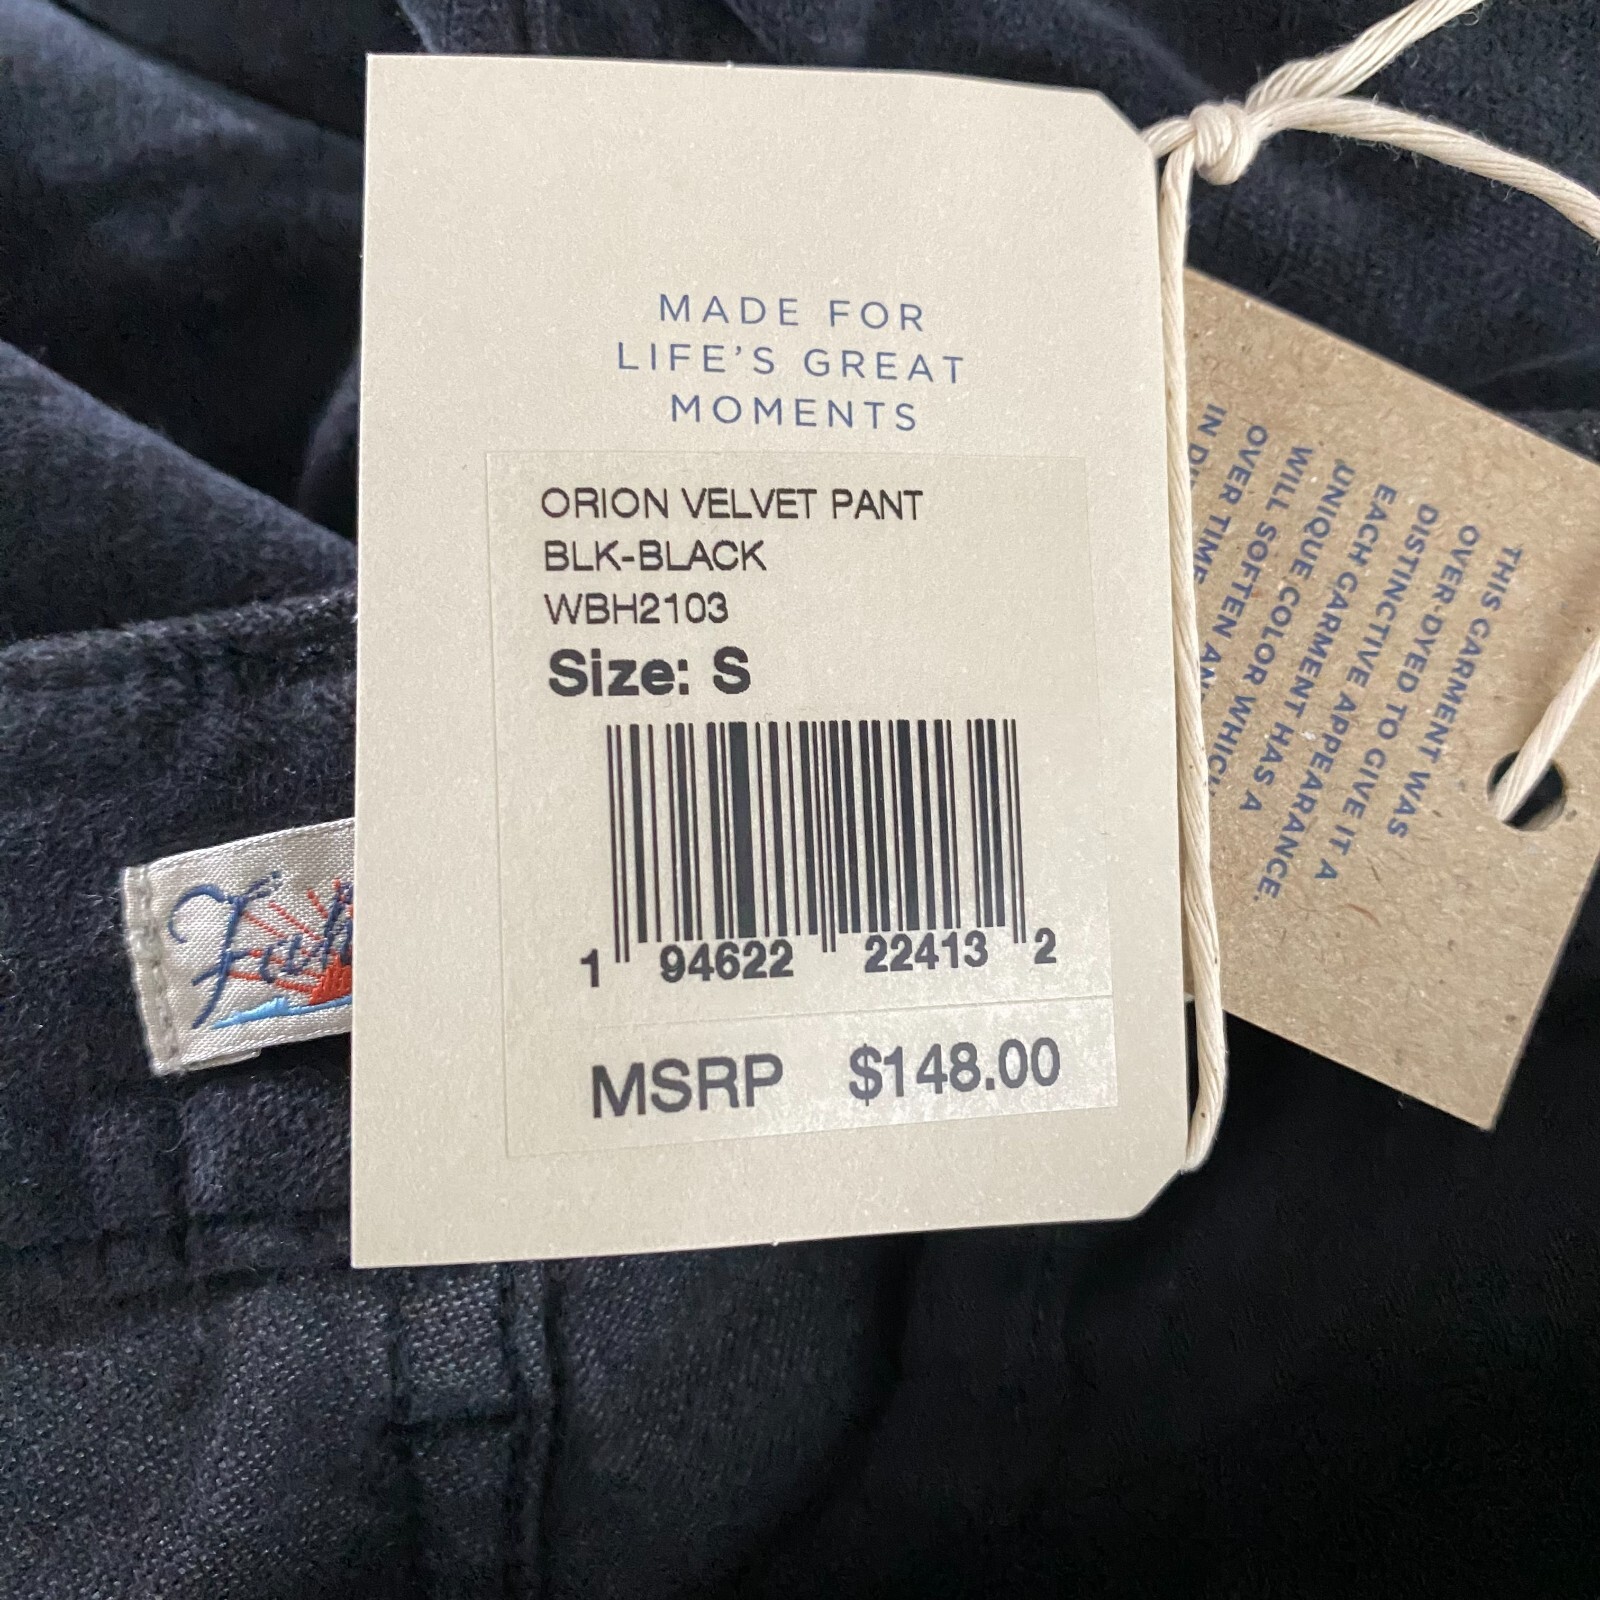 MADE FOR
LIFE'S GREAT
MOMENTS
ORION VELVET PANT
BLK-BLACK
WBH2103
Size: S
1 94622 22413 2
MSRP $148.00
THIS GARMENT WAS
OVER-DYED TO GIVE IT A
DISTINCTIVE APPEARANCE.
EACH GARMENT HAS A
UNIQUE COLOR WHICH
WILL SOFTEN AN
OVER TIME
IN